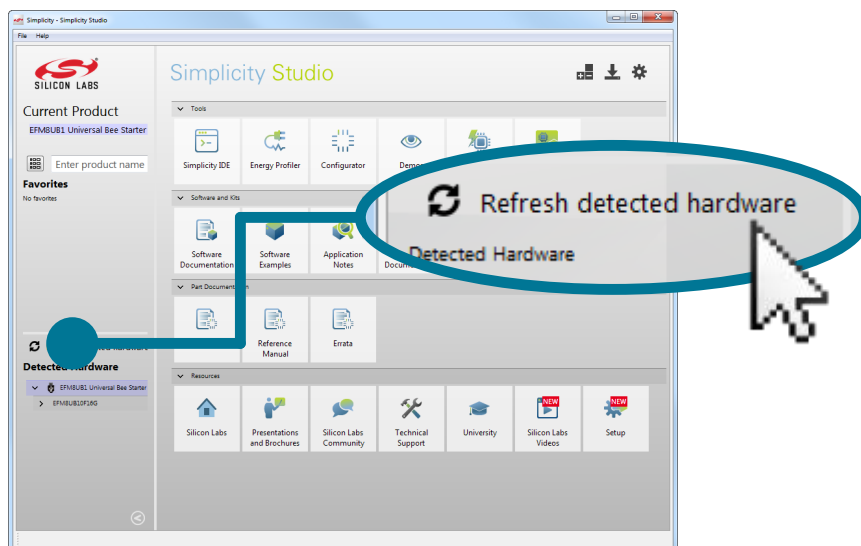 Simplicity - Simplicity Studio
File Help
SILICON LABS
Simplicity Studio
Current Product
EFM8UB1 Universal Bee Starter
Enter product name
Favorites
No favorites
Tools
Simplicity IDE
Energy Profiler
Configurator
Software and Kits
Software
Documentation
Software
Examples
Application
Notes
Refresh detected hardware
Detected Hardware
Part
Reference
Manual
Errata
Detected Hardware
EFM8UB1 Universal Bee Starter
EFM8UB10F16G
Resources
Silicon Labs
Presentations
and Brochures
Silicon Labs
Community
Technical
Support
University
NEW
Silicon Labs
Videos
NEW
Setup